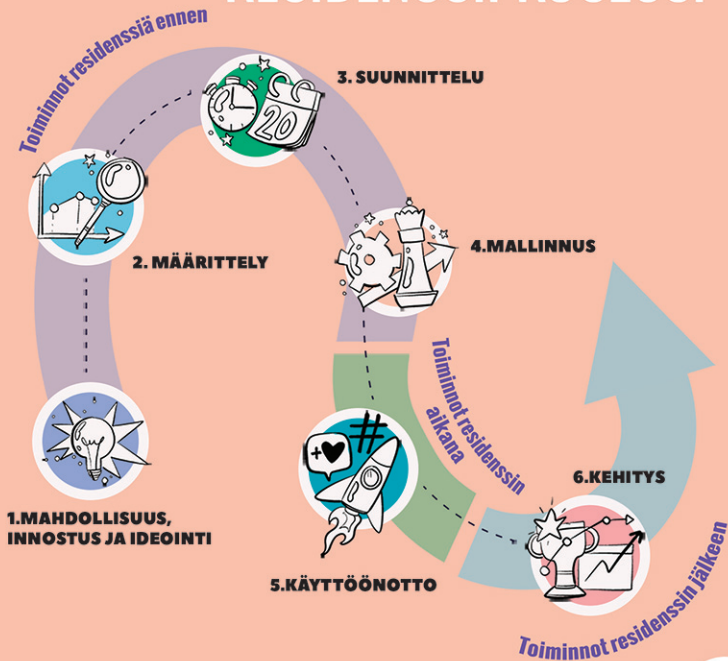 Toiminnot residenssiä ennen
3. SUUNNITTELU
20
2. MÄÄRITTELY
4.MALLINNUS
Toiminnot residenssin
aikana
#
+
6.KEHITYS
1.MAHDOLLISUUS,
INNOSTUS JA IDEOINTI
5.KÄYTTÖÖNOTTO
Toiminnot residenssin jälkeen